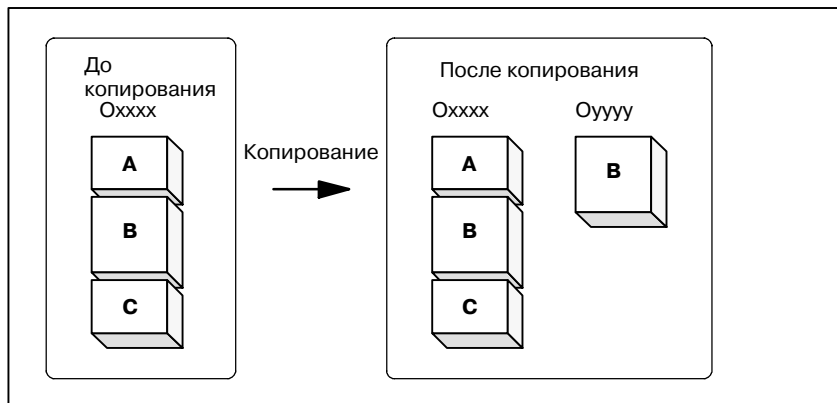 До
копирования
Oxxxx
A
B
C
Копирование
После копирования
Oxxxx
Oyyyy
A
B
C
B